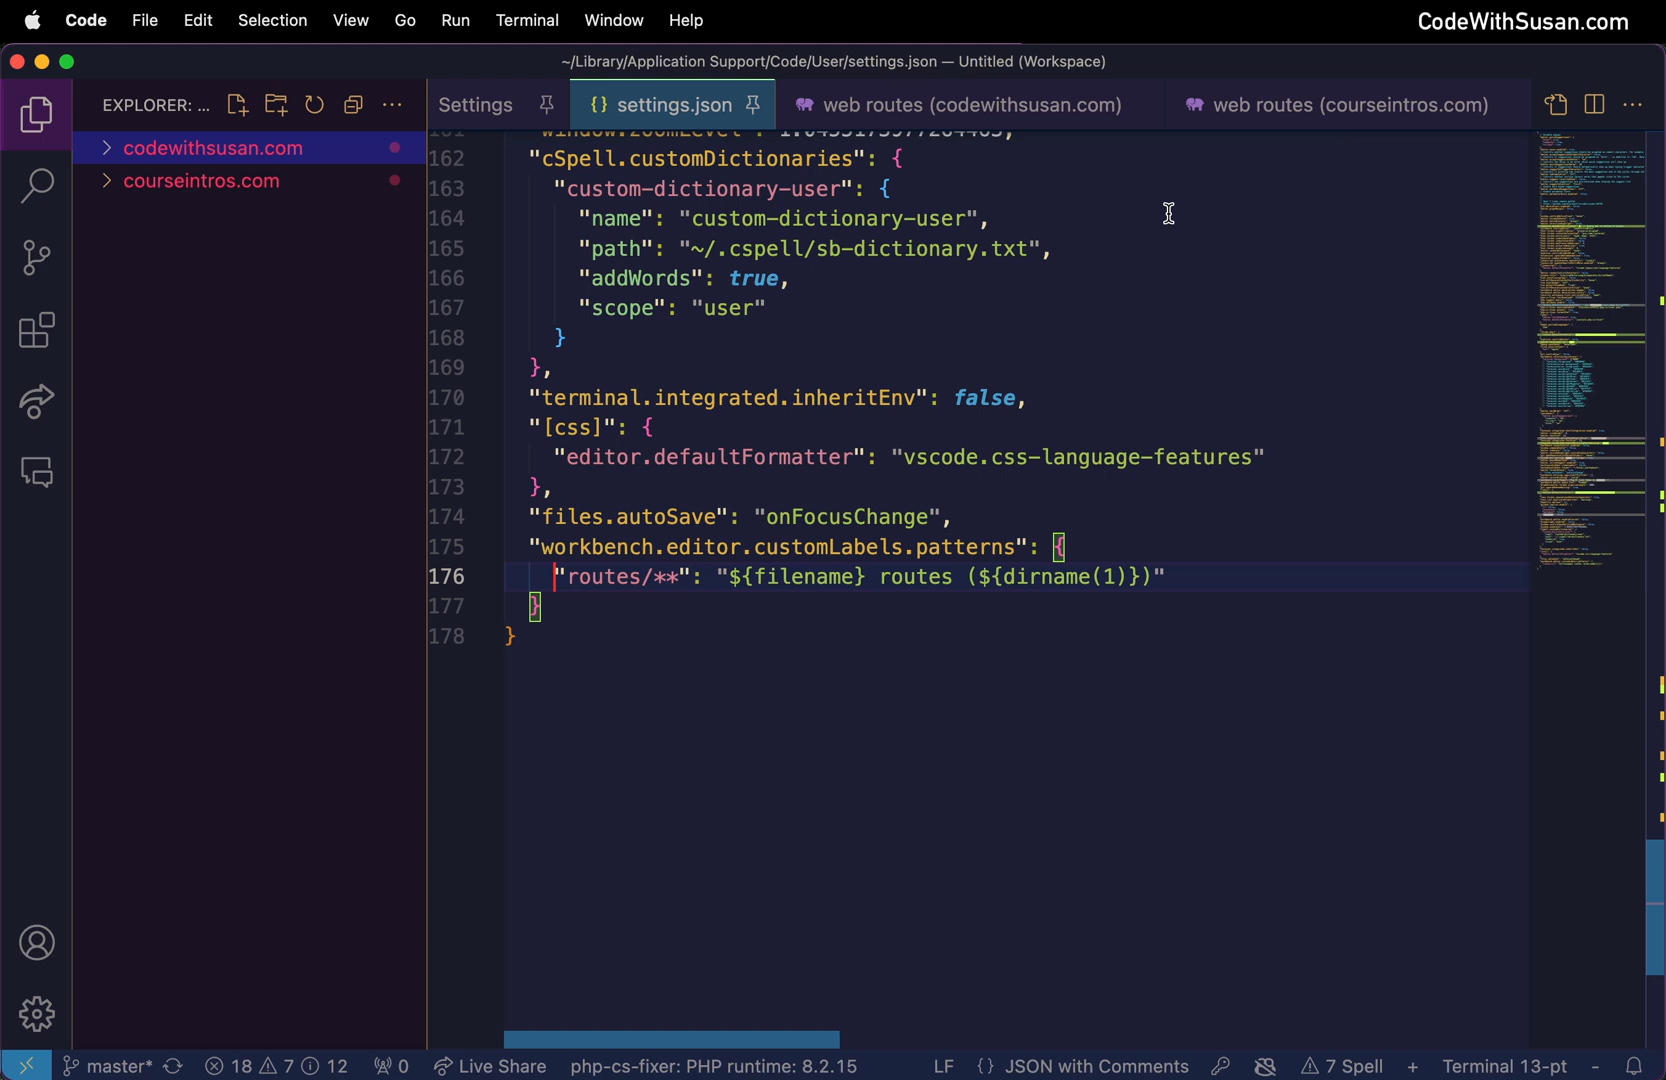 Code File Edit Selection View Go Run Terminal Window Help CodeWithSusan.com
~/Library/Application Support/Code/User/settings.json — Untitled (Workspace)
EXPLORER: ...
Settings {} settings.json web routes (codewithsusan.com) web routes (courseintros.com)
codewithsusan.com
courseintros.com
162 "cSpell.customDictionaries": {
163 "custom-dictionary-user": {
164 "name": "custom-dictionary-user",
165 "path": "~/.cspell/sb-dictionary.txt",
166 "addWords": true,
167 "scope": "user"
168 }
169 },
170 "terminal.integrated.inheritEnv": false,
171 "[css]": {
172 "editor.defaultFormatter": "vscode.css-language-features"
173 },
174 "files.autoSave": "onFocusChange",
175 "workbench.editor.customLabels.patterns": {
176 "routes/**": "${filename} routes (${dirname(1)})"
177 }
178 }
master* 18 7 12 0 Live Share php-cs-fixer: PHP runtime: 8.2.15 LF {} JSON with Comments 7 Spell + Terminal 13-pt -